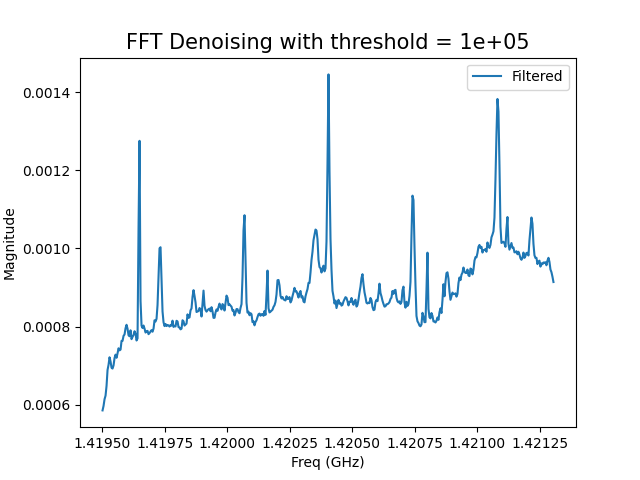 FFT Denoising with threshold = 1e+05
Filtered
0.0014
0.0012
0.0010
0.0008
0.0006
Magnitude
1.41950 1.41975 1.42000 1.42025 1.42050 1.42075 1.42100 1.42125
Freq (GHz)